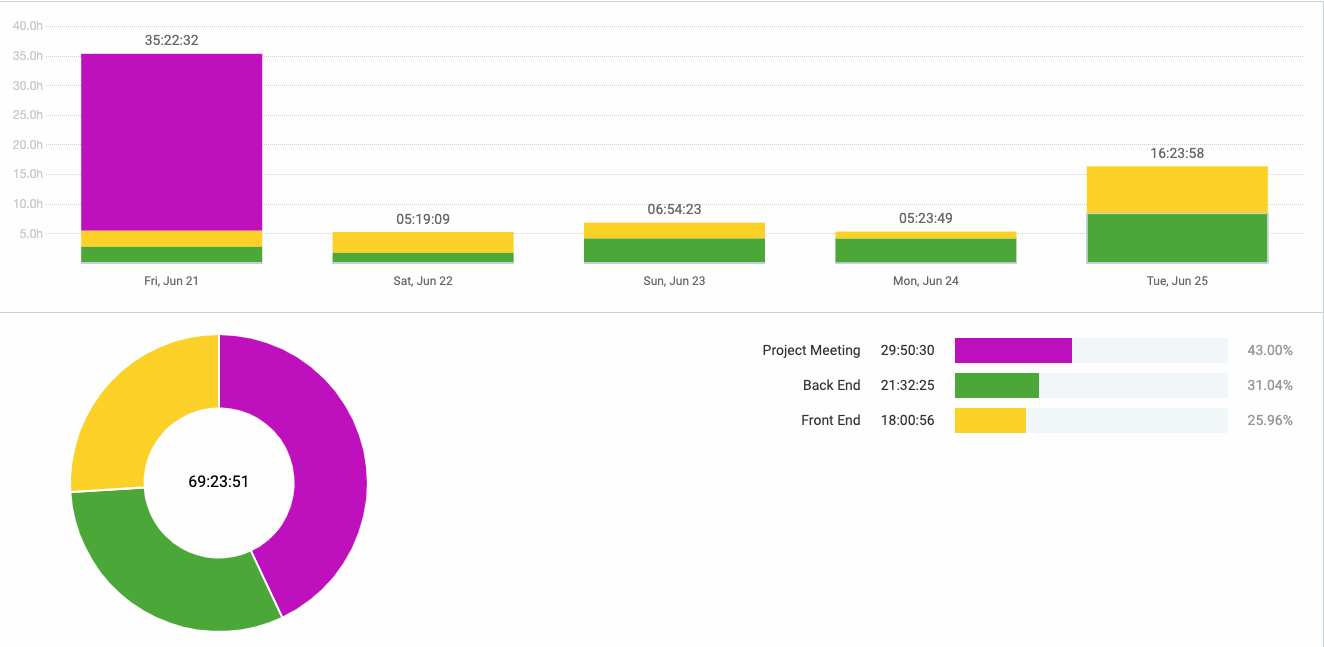 40.0h
35:22:32
35.0h
30.0h
25.0h
20.0h
16:23:58
15.0h
10.0h
06:54:23
05:19:09
05:23:49
5.0h
Fri, Jun 21
Sat, Jun 22
Sun, Jun 23
Mon, Jun 24
Tue, Jun 25
Project Meeting 29:50:30 43.00%
Back End 21:32:25 31.04%
Front End 18:00:56 25.96%
69:23:51